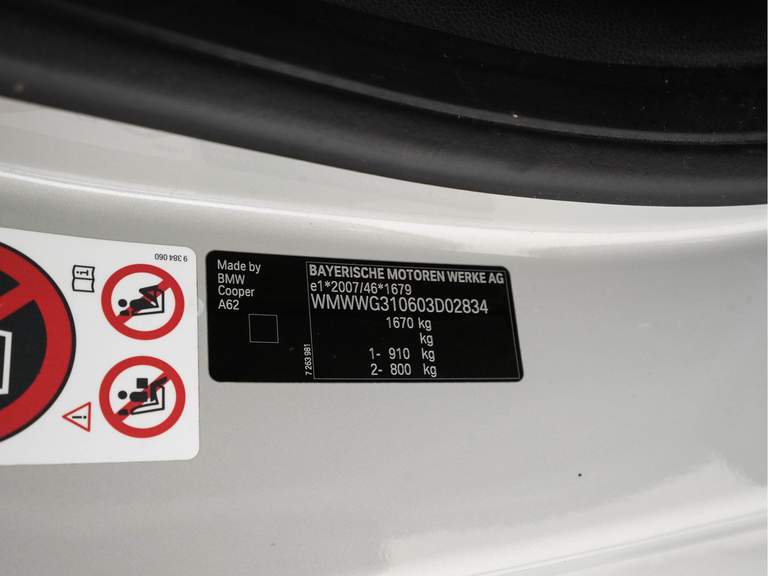 9 384 060
Made by
BMW
Cooper
A62
7 263 981
BAYERISCHE MOTOREN WERKE AG
e1*2007/46*1679
WMWWG310603D02834
1670 kg
kg
1- 910 kg
2- 800 kg